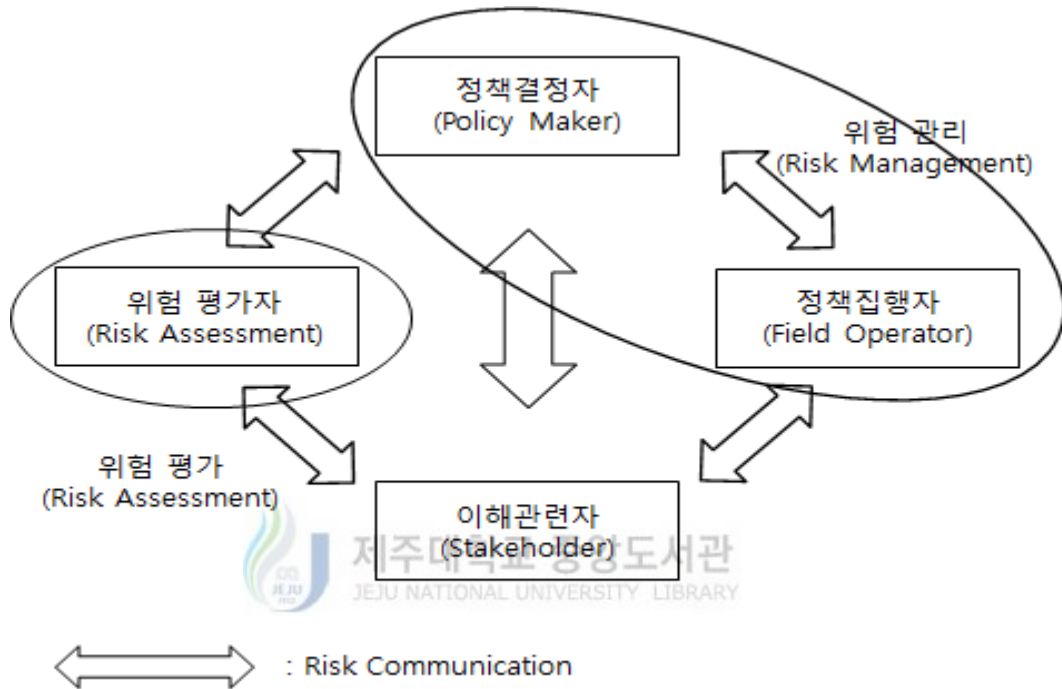 정책결정자
(Policy Maker)
위험 관리
(Risk Management)
위험 평가자
(Risk Assessment)
정책집행자
(Field Operator)
위험 평가
(Risk Assessment)
이해관련자
(Stakeholder)
제주대학교 중앙도서관
JEJU NATIONAL UNIVERSITY LIBRARY
JEJU
1952
: Risk Communication